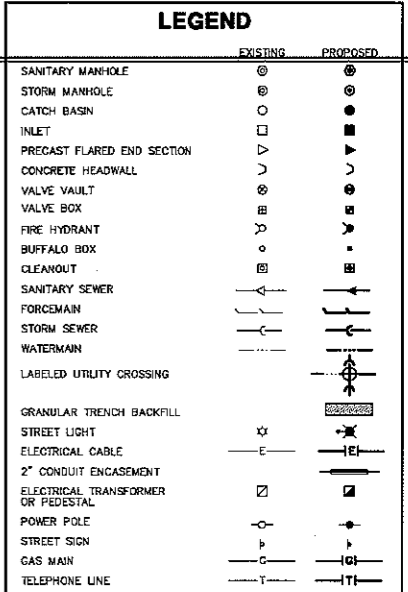 LEGEND
EXISTING PROPOSED
SANITARY MANHOLE
STORM MANHOLE
CATCH BASIN
INLET
PRECAST FLARED END SECTION
CONCRETE HEADWALL
VALVE VAULT
VALVE BOX
FIRE HYDRANT
BUFFALO BOX
CLEANOUT
SANITARY SEWER
FORCEMAIN
STORM SEWER
WATERMAIN
LABELED UTILITY CROSSING
GRANULAR TRENCH BACKFILL
STREET LIGHT
ELECTRICAL CABLE E E
2" CONDUIT ENCASEMENT
ELECTRICAL TRANSFORMER
OR PEDESTAL
POWER POLE
STREET SIGN
GAS MAIN G G
TELEPHONE LINE T T